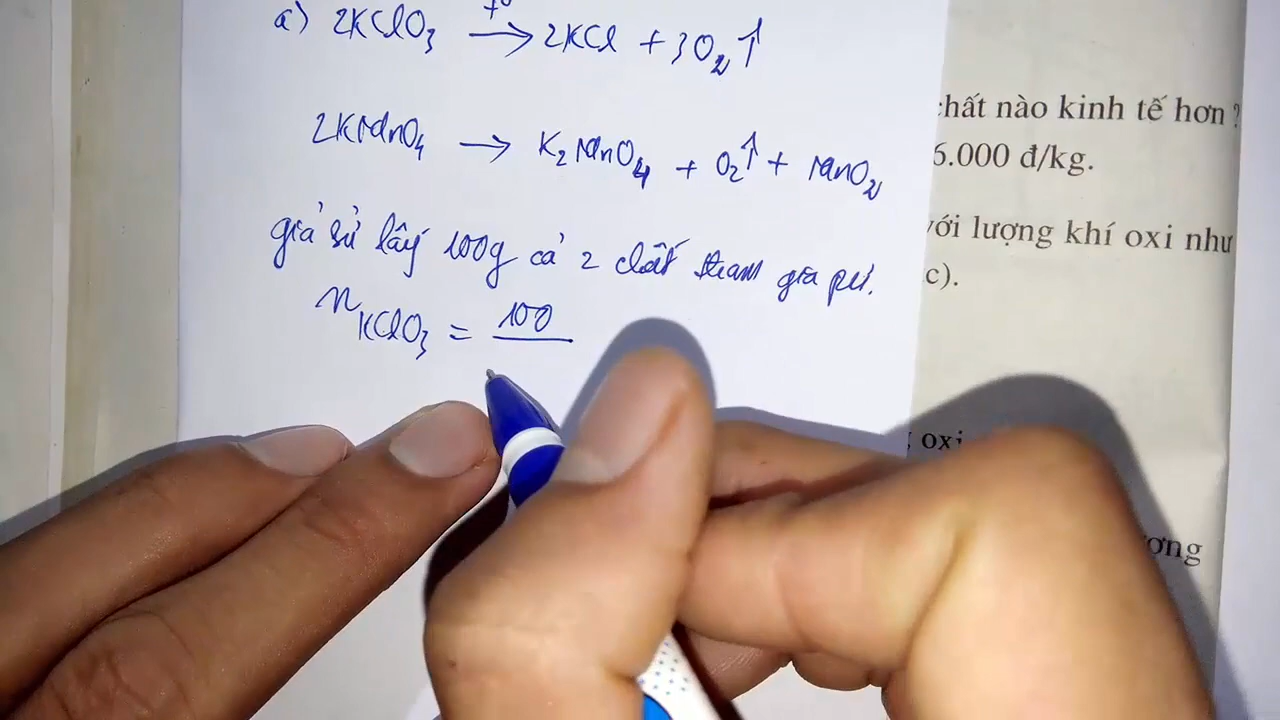 a) 2KClO3 t° → 2KCl + 3O2 ↑
2KMnO4 → K2MnO4 + O2 ↑ + MnO2
giả sử lấy 100g cả 2 chất tham gia pứ.
nKClO3 = 100
chất nào kinh tế hơn ?
6.000 đ/kg.
với lượng khí oxi như
c).
oxi
ợng